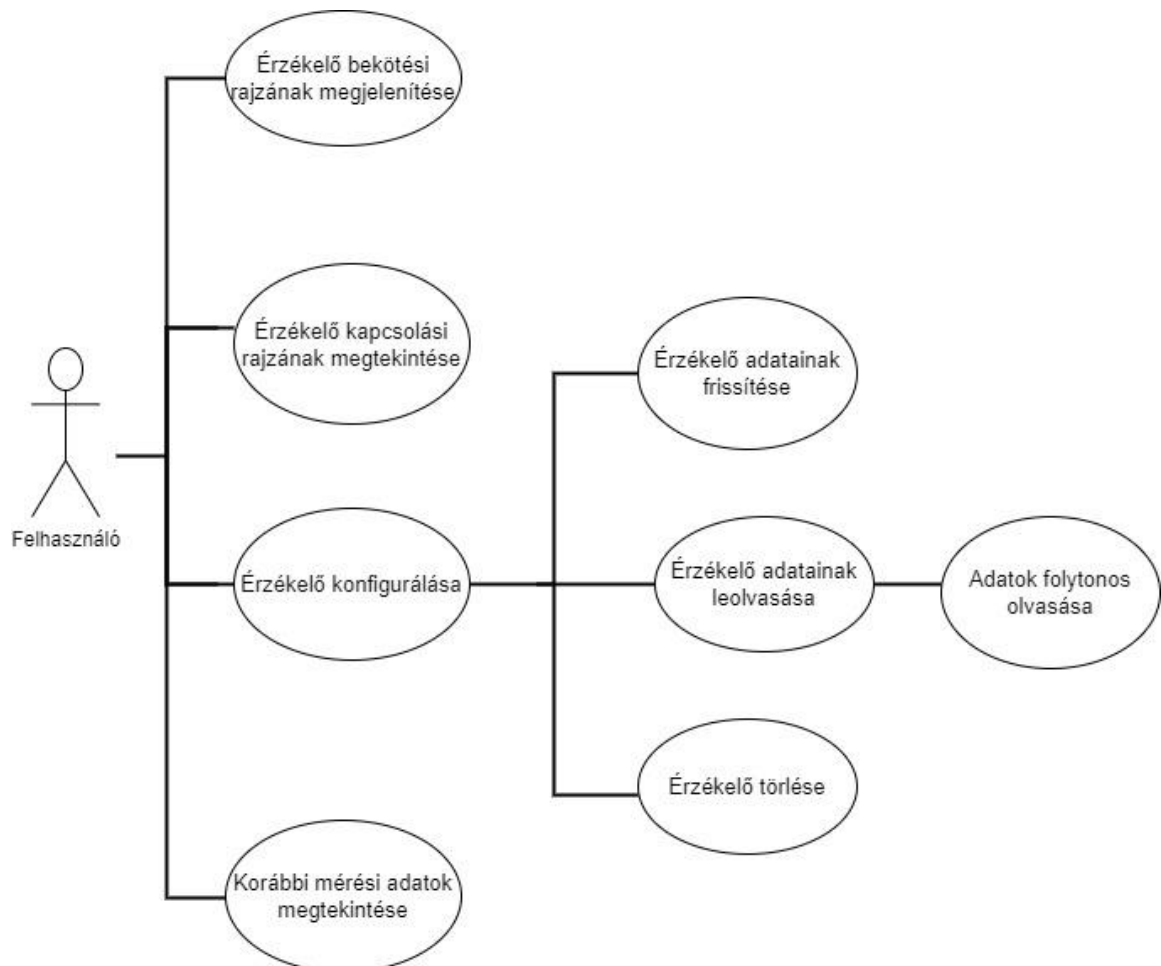 Érzékelő bekötési
rajzának megjelenítése
Érzékelő kapcsolási
rajzának megtekintése
Érzékelő adatainak
frissítése
Felhasználó
Érzékelő konfigurálása
Érzékelő adatainak
leolvasása
Adatok folytonos
olvasása
Érzékelő törlése
Korábbi mérési adatok
megtekintése